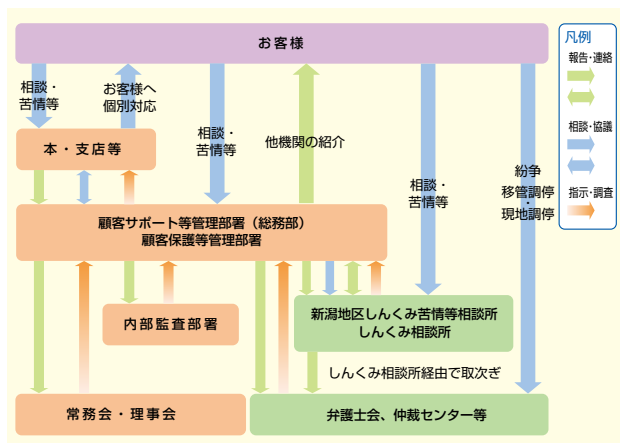 お客様
凡例
報告・連絡
相談・協議
指示・調査
相談・
苦情等
お客様へ
個別対応
相談・
苦情等
他機関の紹介
相談・
苦情等
紛争
移管調停
・
現地調停
本・支店等
顧客サポート等管理部署（総務部）
顧客保護等管理部署
内部監査部署
新潟地区しんくみ苦情等相談所
しんくみ相談所
しんくみ相談所経由で取次ぎ
常務会・理事会
弁護士会、仲裁センター等